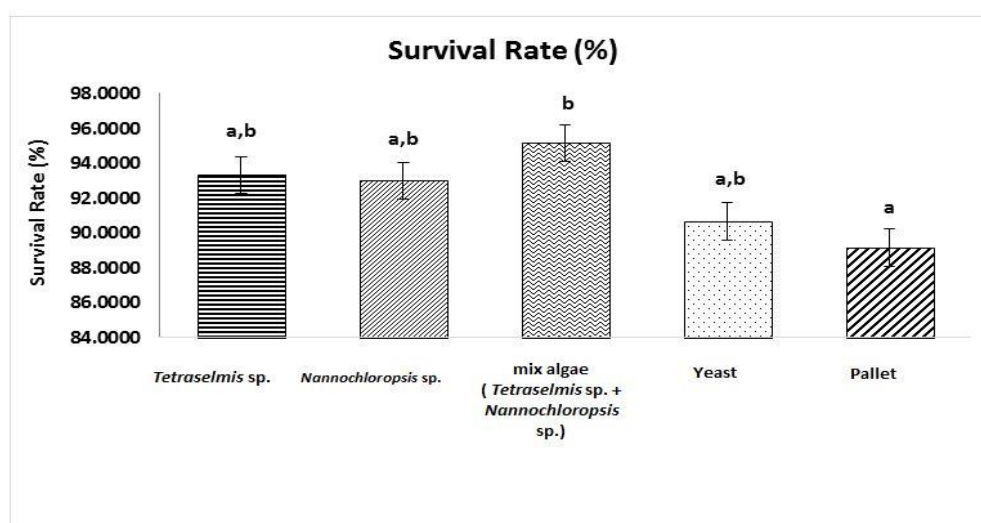 Survival Rate (%)
Survival Rate (%)
98.0000
96.0000
94.0000
92.0000
90.0000
88.0000
86.0000
84.0000
a,b
a,b
b
a,b
a
Tetraselmis sp.
Nannochloropsis sp.
mix algae
( Tetraselmis sp. +
Nannochloropsis
sp.)
Yeast
Pallet